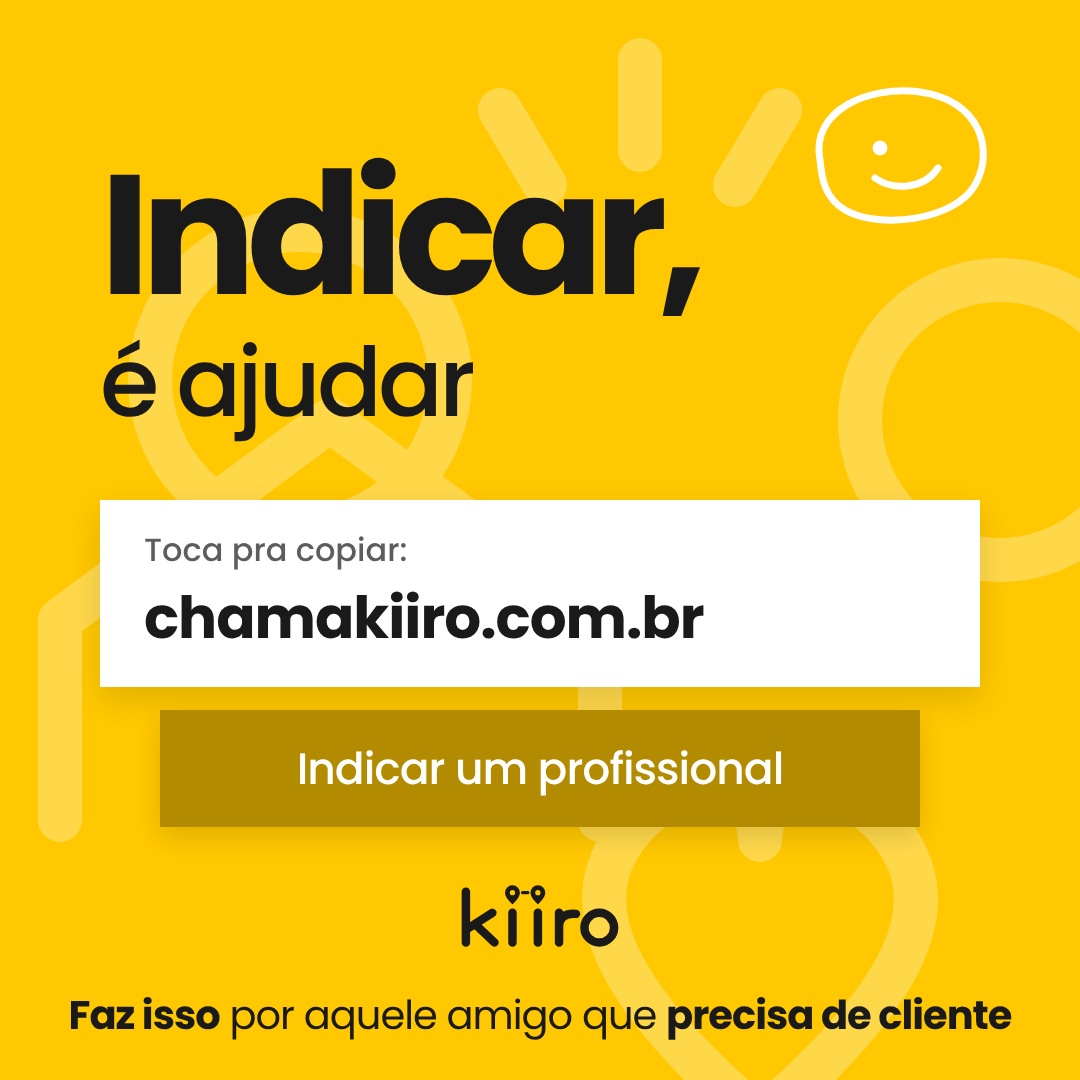 Indicar,
é ajudar
Toca pra copiar:
chamakiiro.com.br
Indicar um profissional
kiiro
Faz isso por aquele amigo que precisa de cliente